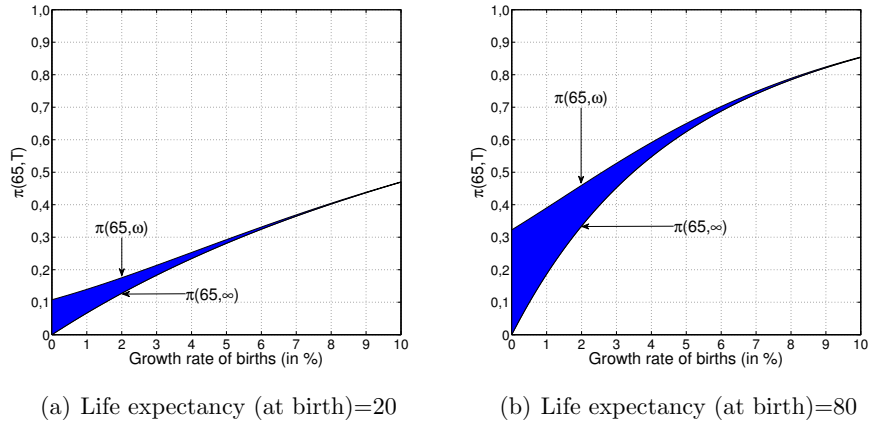 1,0
0,9
0,8
0,7
0,6
0,5
0,4
0,3
0,2
0,1
0
π(65,T)
π(65,ω)
π(65,∞)
0 1 2 3 4 5 6 7 8 9 10
Growth rate of births (in %)
(a) Life expectancy (at birth)=20
1,0
0,9
0,8
0,7
0,6
0,5
0,4
0,3
0,2
0,1
0
π(65,T)
π(65,ω)
π(65,∞)
0 1 2 3 4 5 6 7 8 9 10
Growth rate of births (in %)
(b) Life expectancy (at birth)=80